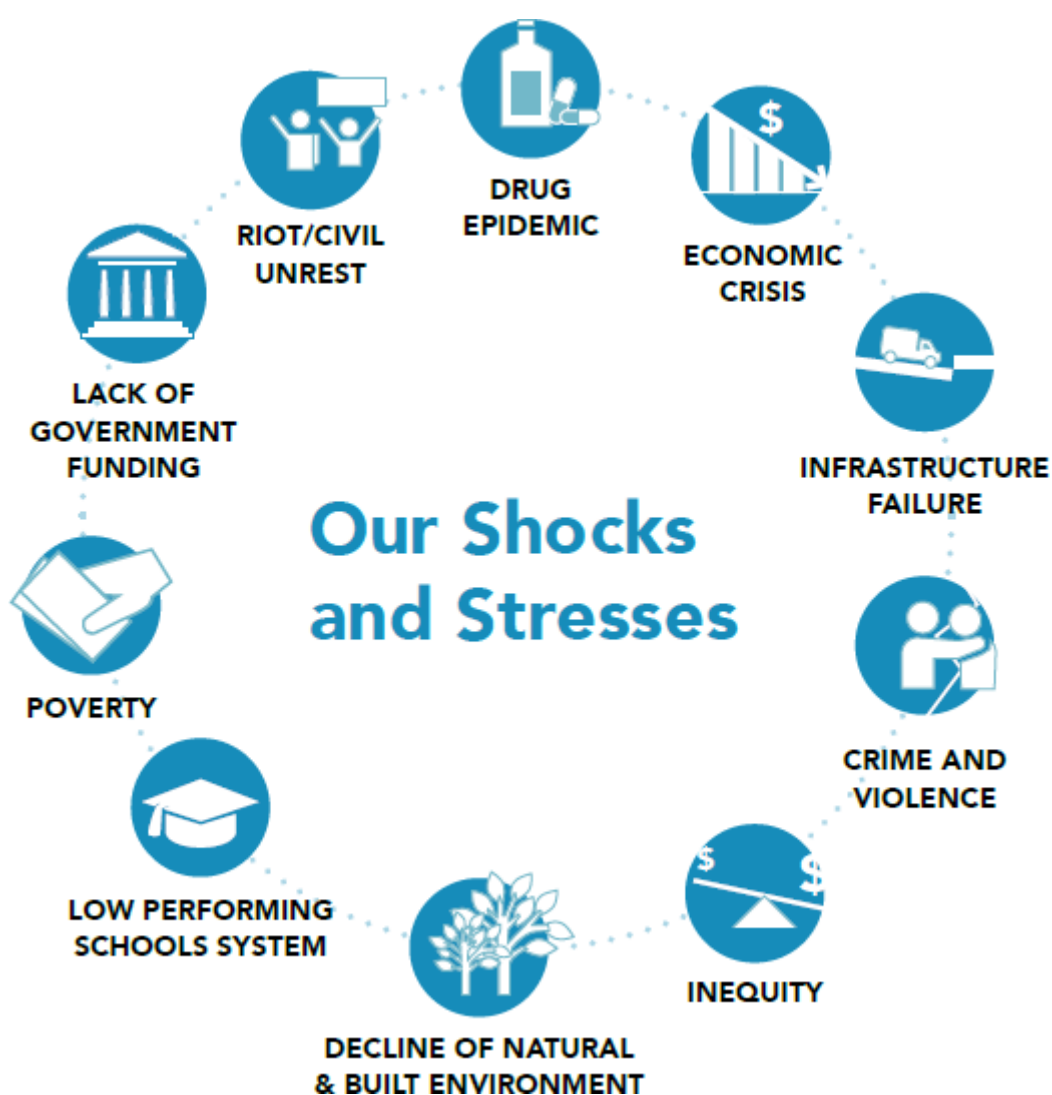 DRUG
EPIDEMIC
$
ECONOMIC
CRISIS
INFRASTRUCTURE
FAILURE
CRIME AND
VIOLENCE
$
$
INEQUITY
DECLINE OF NATURAL
& BUILT ENVIRONMENT
LOW PERFORMING
SCHOOLS SYSTEM
POVERTY
LACK OF
GOVERNMENT
FUNDING
RIOT/CIVIL
UNREST
Our Shocks
and Stresses